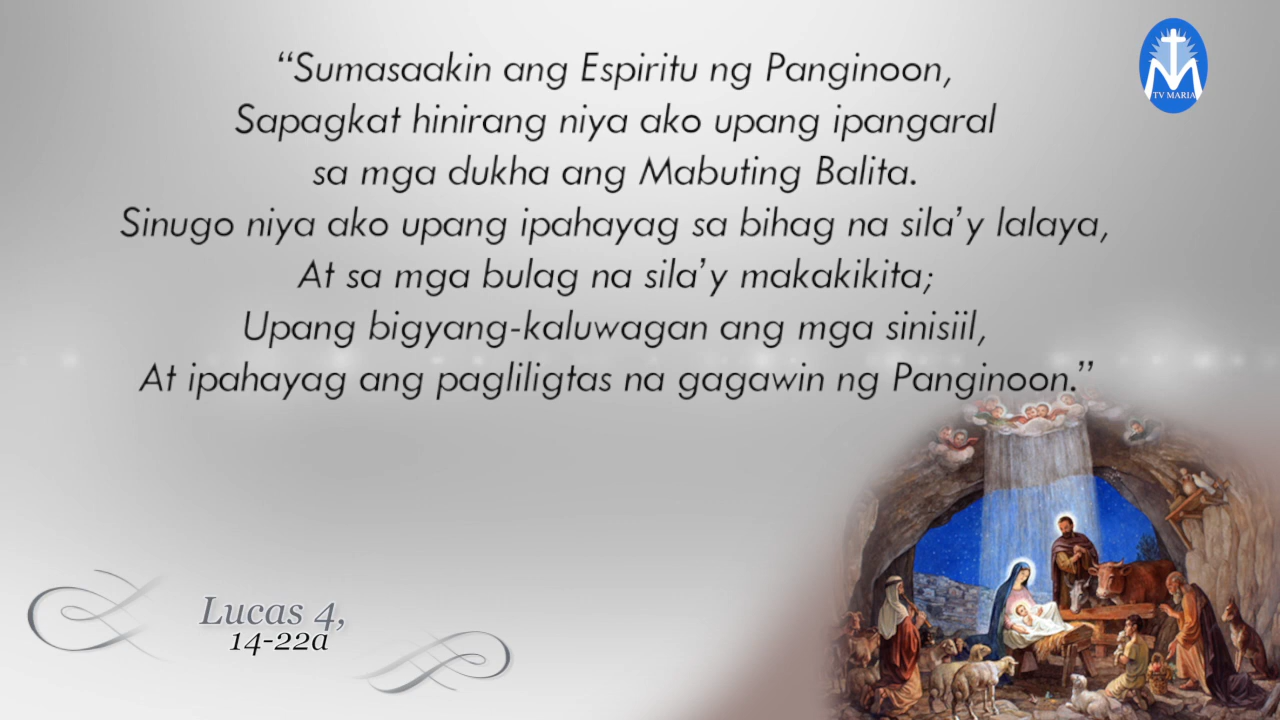 “Sumasaakin ang Espiritu ng Panginoon,
Sapagkat hinirang niya ako upang ipangaral
sa mga dukha ang Mabuting Balita.
Sinugo niya ako upang ipahayag sa bihag na sila’y lalaya,
At sa mga bulag na sila’y makakikita;
Upang bigyang-kaluwagan ang mga sinisiil,
At ipahayag ang pagliligtas na gagawin ng Panginoon.”
TV MARIA
Lucas 4,
14-22a